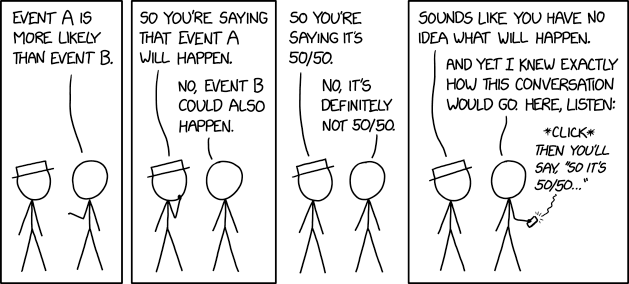 EVENT A IS
MORE LIKELY
THAN EVENT B.
SO YOU'RE SAYING
THAT EVENT A
WILL HAPPEN.
NO, EVENT B
COULD ALSO
HAPPEN.
SO YOU'RE
SAYING IT'S
50/50.
NO, IT'S
DEFINITELY
NOT 50/50.
SOUNDS LIKE YOU HAVE NO
IDEA WHAT WILL HAPPEN.
AND YET I KNEW EXACTLY
HOW THIS CONVERSATION
WOULD GO. HERE, LISTEN:
*CLICK*
THEN YOU'LL
SAY, "SO IT'S
50/50..."